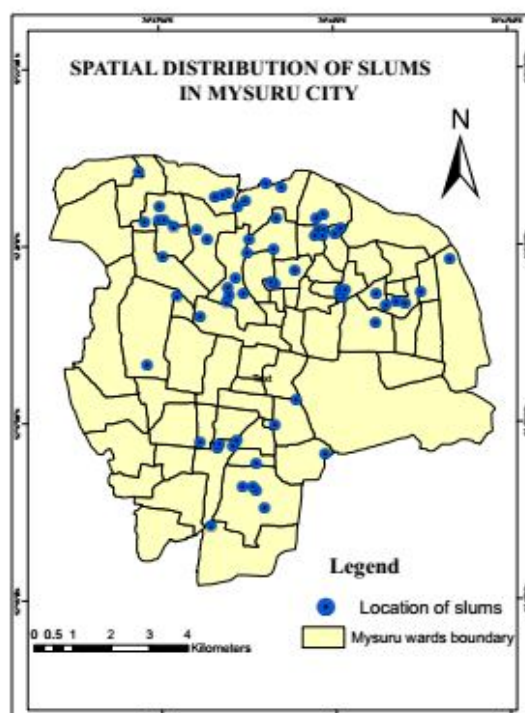 SPATIAL DISTRIBUTION OF SLUMS
IN MYSURU CITY
N
Text
Legend
Location of slums
Mysuru wards boundary
0 0.5 1 2 3 4
Kilometers